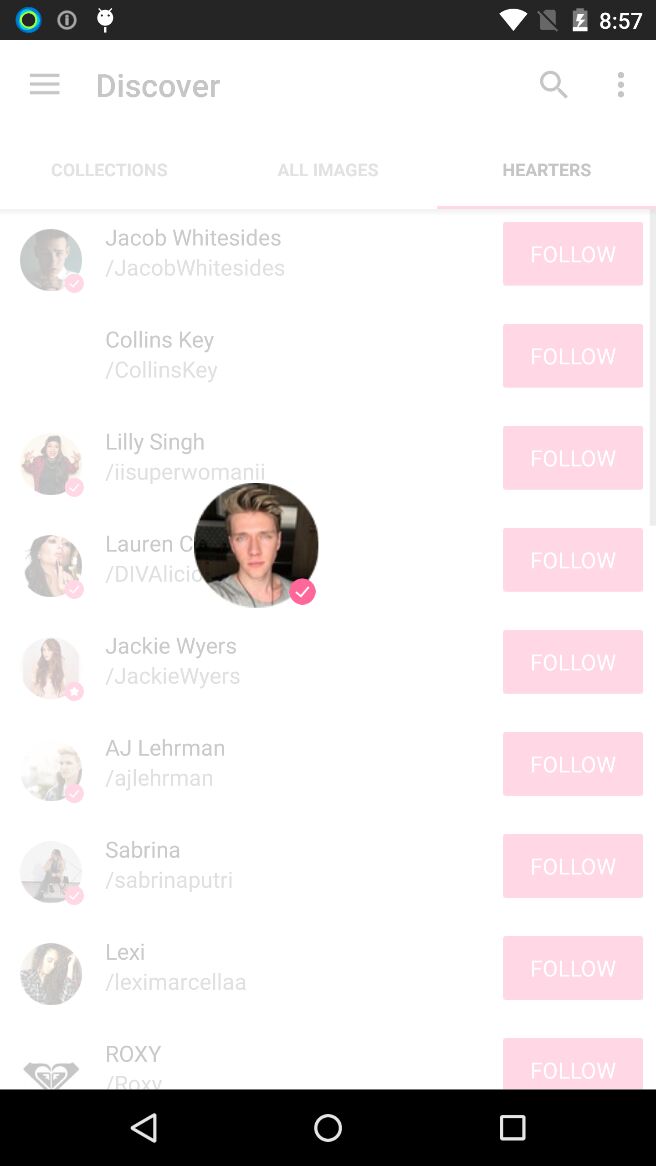 8:57
Discover
COLLECTIONS ALL IMAGES HEARTERS
Jacob Whitesides
/JacobWhitesides
FOLLOW
Collins Key
/CollinsKey
FOLLOW
Lilly Singh
/iisuperwomanii
FOLLOW
Lauren
/DIVAlicio
FOLLOW
Jackie Wyers
/JackieWyers
FOLLOW
AJ Lehrman
/ajlehrman
FOLLOW
Sabrina
/sabrinaputri
FOLLOW
Lexi
/leximarcellaa
FOLLOW
ROXY
/Roxy
FOLLOW